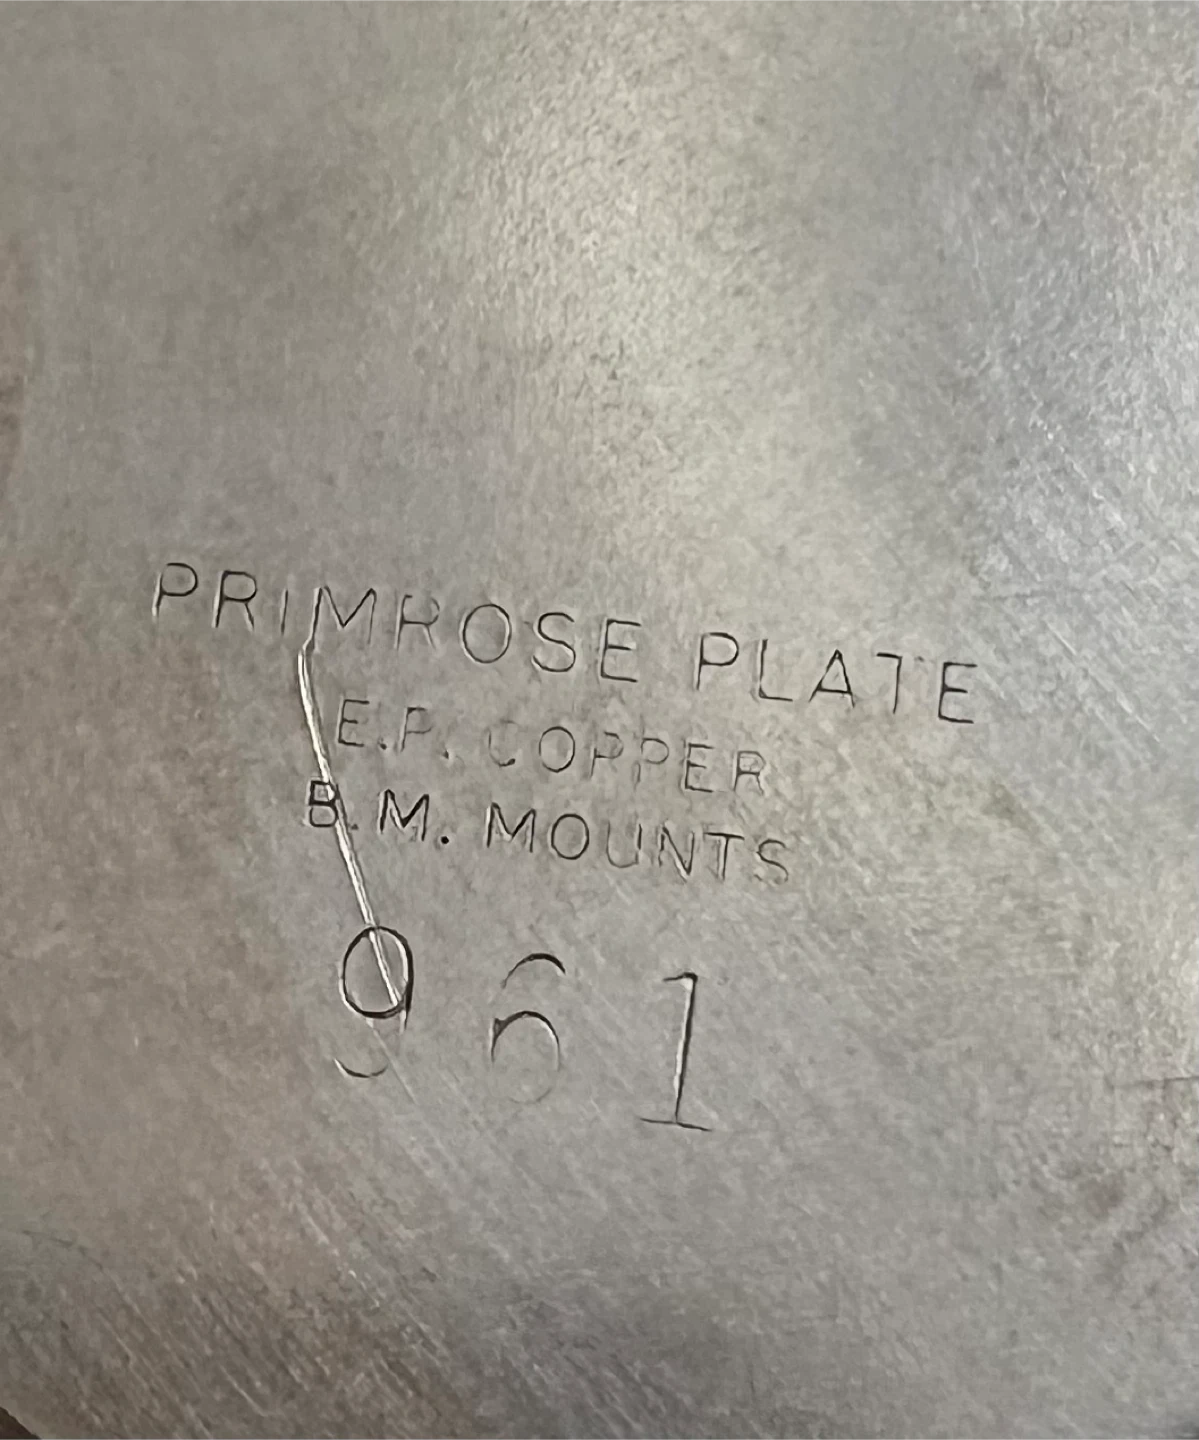 PRIMROSE PLATE
E.P. COPPER
B.M. MOUNTS
961